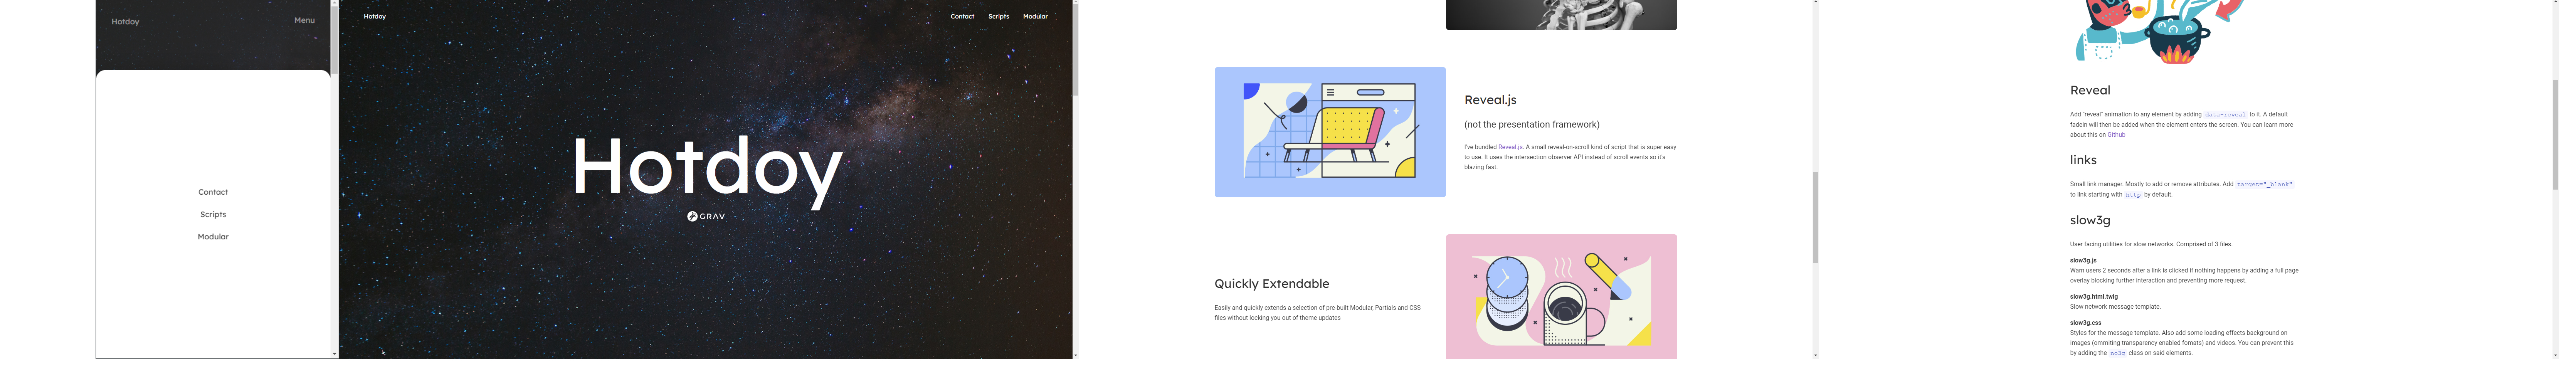 Hotdoy
Menu
Contact
Scripts
Modular
Hotdoy
Contact
Scripts
Modular
Hotdoy
GRAV
Reveal.js
(not the presentation framework)
I've bundled Reveal.js. A small reveal-on-scroll kind of script that is super easy
to use. It uses the intersection observer API instead of scroll events so it's
blazing fast.
Quickly Extendable
Easily and quickly extends a selection of pre-built Modular, Partials and CSS
files without locking you out of theme updates
Reveal
Add "reveal" animation to any element by adding data-reveal to it. A default
fadein will then be added when the element enters the screen. You can learn more
about this on Github
links
Small link manager. Mostly to add or remove attributes. Add target="_blank"
to link starting with http by default.
slow3g
User facing utilities for slow networks. Comprised of 3 files.
slow3g.js
Warn users 2 seconds after a link is clicked if nothing happens by adding a full page
overlay blocking further interaction and preventing more request.
slow3g.html.twig
Slow network message template.
slow3g.css
Styles for the message template. Also add some loading effects background on
images (ommiting transparency enabled fomats) and videos. You can prevent this
by adding the no3g class on said elements.